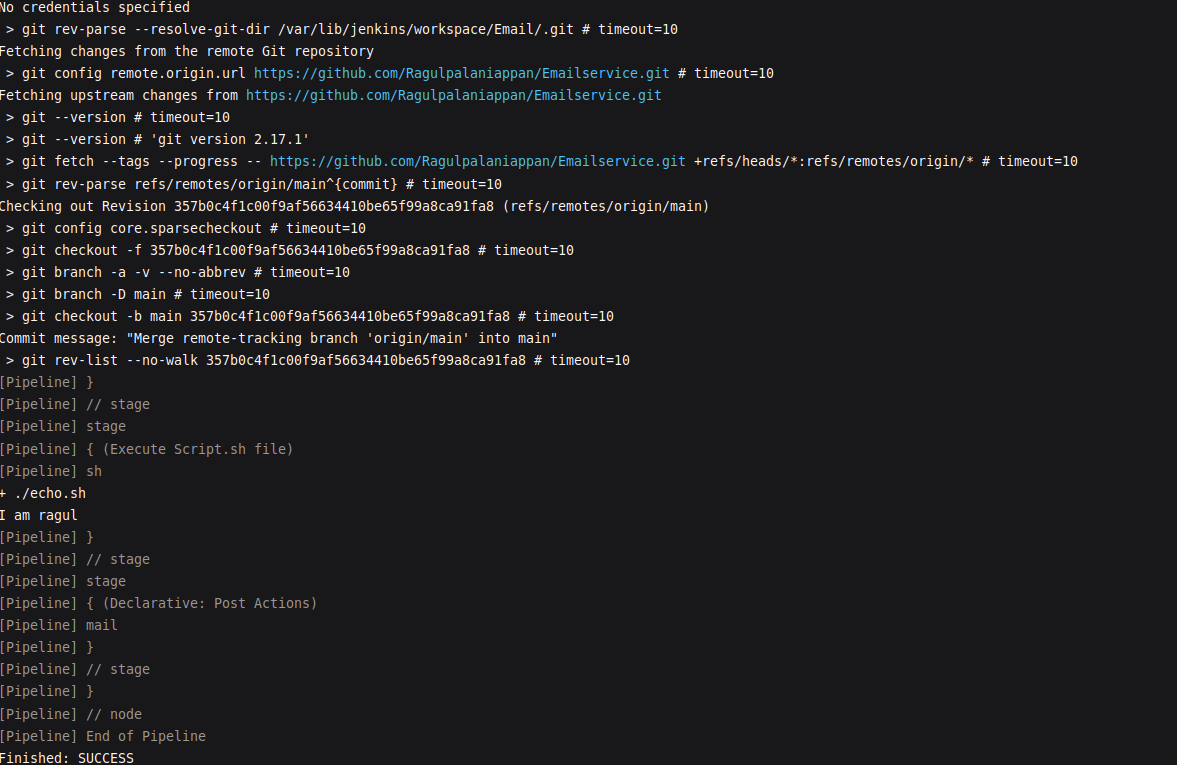 No credentials specified
> git rev-parse --resolve-git-dir /var/lib/jenkins/workspace/Email/.git # timeout=10
Fetching changes from the remote Git repository
> git config remote.origin.url https://github.com/Ragulpalaniappan/Emailservice.git # timeout=10
Fetching upstream changes from https://github.com/Ragulpalaniappan/Emailservice.git
> git --version # timeout=10
> git --version # 'git version 2.17.1'
> git fetch --tags --progress -- https://github.com/Ragulpalaniappan/Emailservice.git +refs/heads/*:refs/remotes/origin/* # timeout=10
> git rev-parse refs/remotes/origin/main^{commit} # timeout=10
Checking out Revision 357b0c4f1c00f9af56634410be65f99a8ca91fa8 (refs/remotes/origin/main)
> git config core.sparsecheckout # timeout=10
> git checkout -f 357b0c4f1c00f9af56634410be65f99a8ca91fa8 # timeout=10
> git branch -a -v --no-abbrev # timeout=10
> git branch -D main # timeout=10
> git checkout -b main 357b0c4f1c00f9af56634410be65f99a8ca91fa8 # timeout=10
Commit message: "Merge remote-tracking branch 'origin/main' into main"
> git rev-list --no-walk 357b0c4f1c00f9af56634410be65f99a8ca91fa8 # timeout=10
[Pipeline] }
[Pipeline] // stage
[Pipeline] stage
[Pipeline] { (Execute Script.sh file)
[Pipeline] sh
+ ./echo.sh
I am ragul
[Pipeline] }
[Pipeline] // stage
[Pipeline] stage
[Pipeline] { (Declarative: Post Actions)
[Pipeline] mail
[Pipeline] }
[Pipeline] // stage
[Pipeline] }
[Pipeline] // node
[Pipeline] End of Pipeline
Finished: SUCCESS